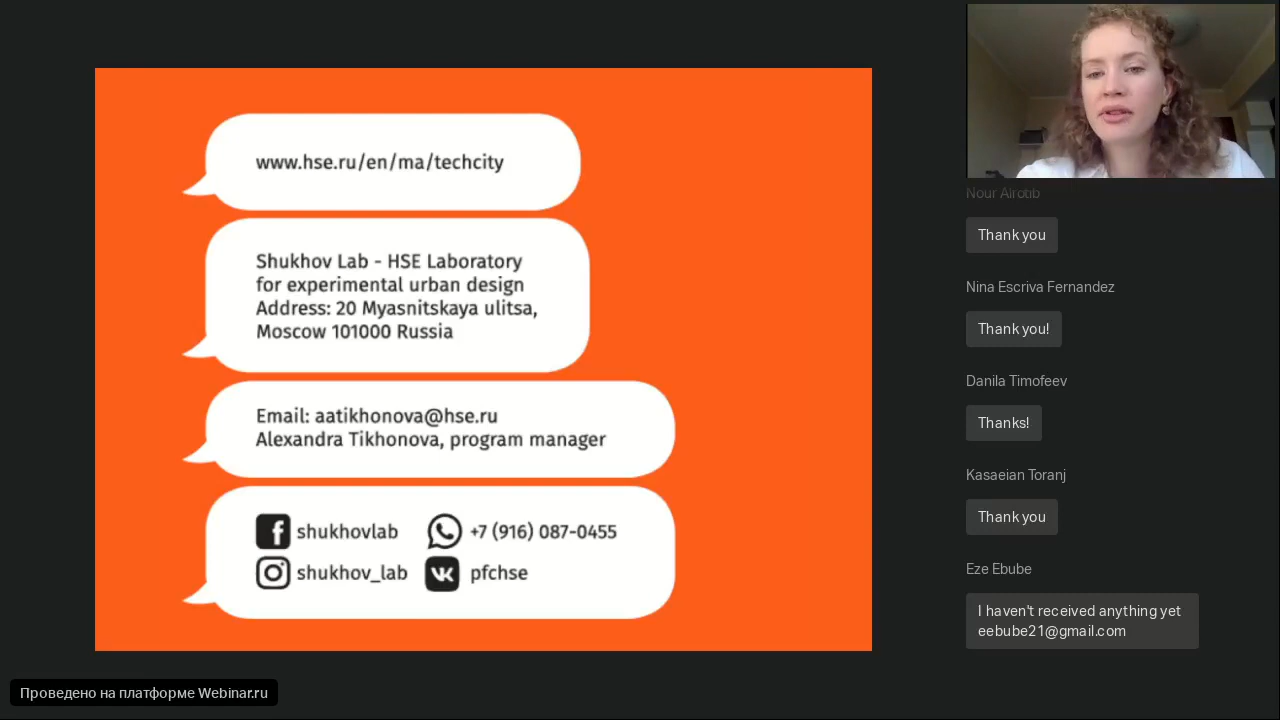 www.hse.ru/en/ma/techcity
Shukhov Lab - HSE Laboratory
for experimental urban design
Address: 20 Myasnitskaya ulitsa,
Moscow 101000 Russia
Email: aatikhonova@hse.ru
Alexandra Tikhonova, program manager
shukhovlab
+7 (916) 087-0455
shukhov_lab
pfchse
Nour Alrotib
Thank you
Nina Escriva Fernandez
Thank you!
Danila Timofeev
Thanks!
Kasaeian Toranj
Thank you
Eze Ebube
I haven't received anything yet
eebube21@gmail.com
Проведено на платформе Webinar.ru